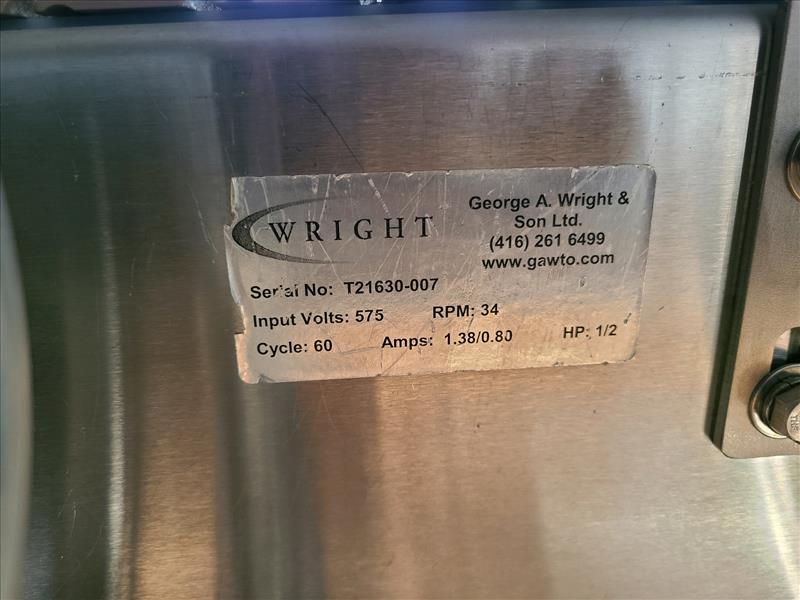 WRIGHT
George A. Wright &
Son Ltd.
(416) 261 6499
www.gawto.com
Serial No: T21630-007
Input Volts: 575 RPM: 34
Cycle: 60 Amps: 1.38/0.80 HP: 1/2